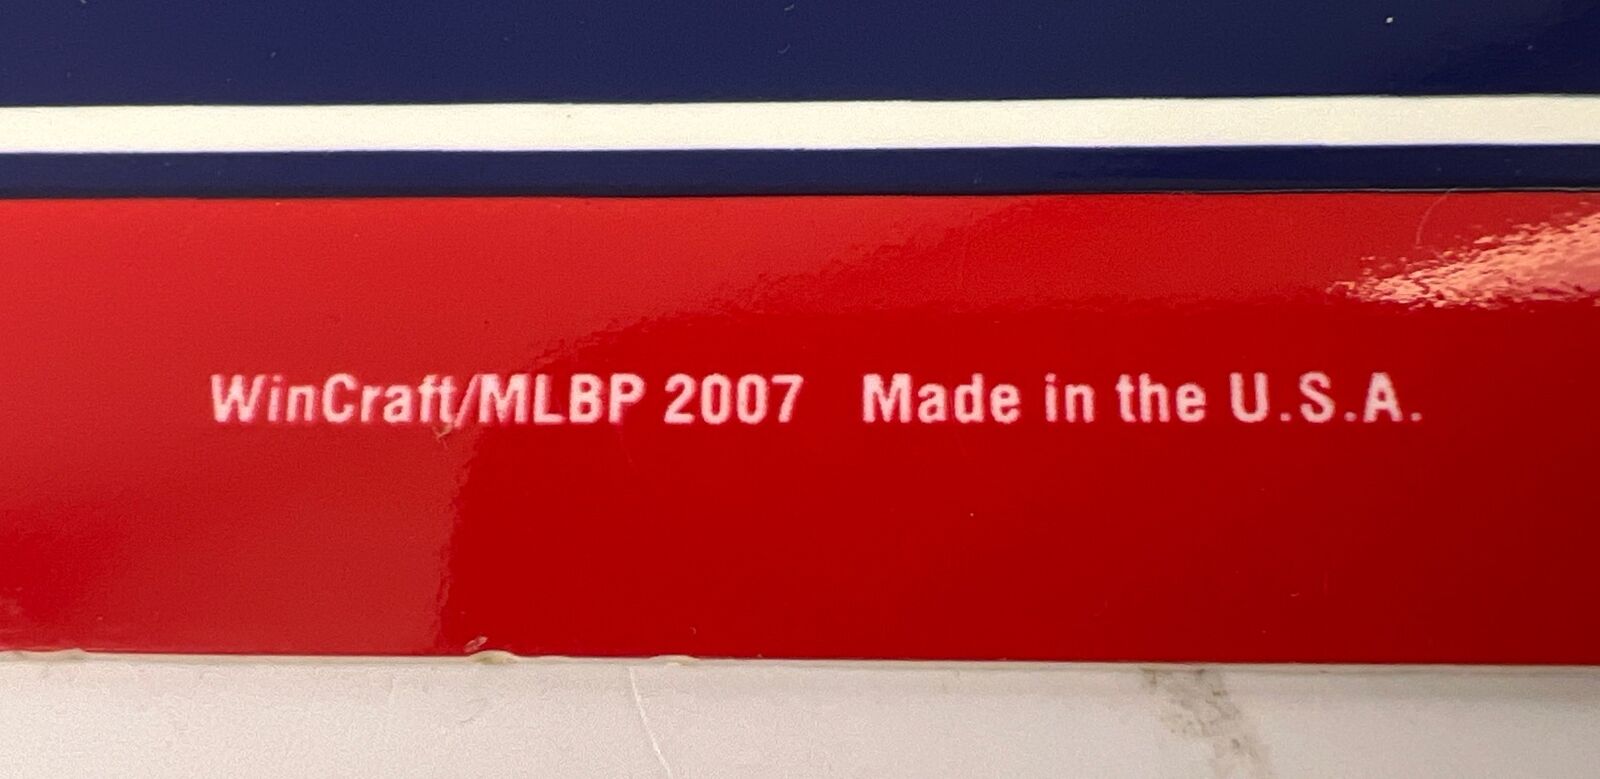 WinCraft/MLBP 2007 Made in the U.S.A.